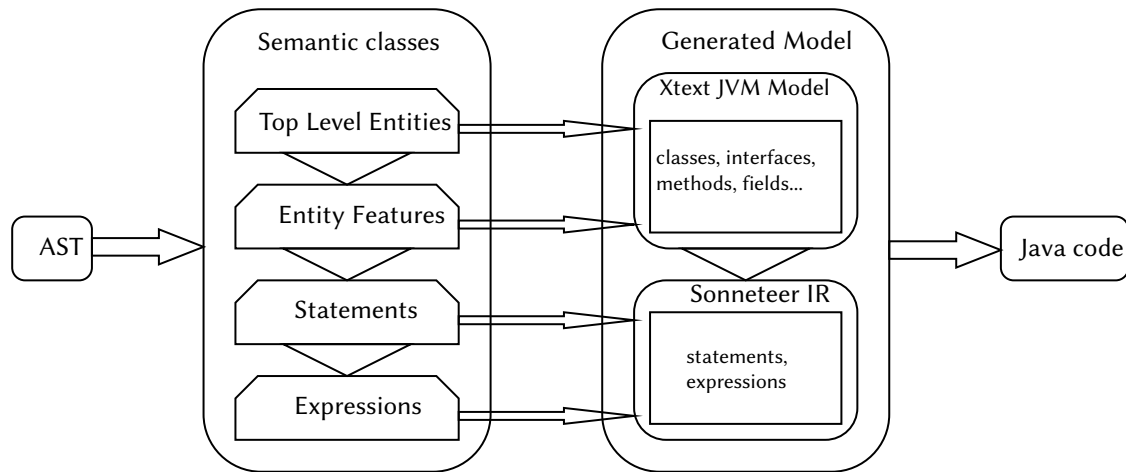 Semantic classes
Top Level Entities
Entity Features
Statements
Expressions
AST
Generated Model
Xtext JVM Model
classes, interfaces,
methods, fields...
Sonneteer IR
statements,
expressions
Java code